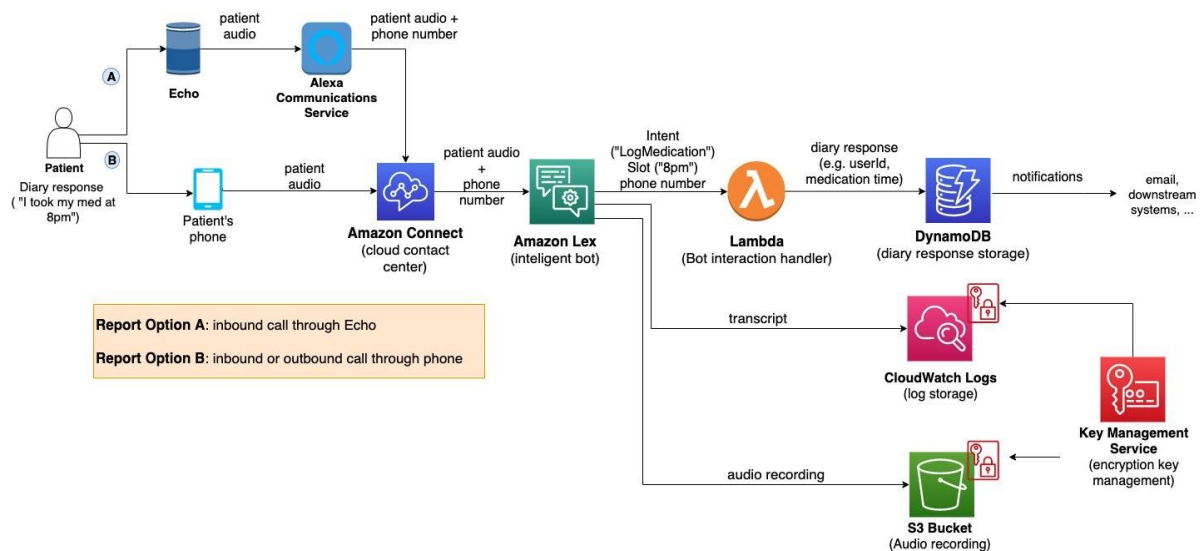 patient
audio
patient audio +
phone number
A
Echo
Alexa
Communications
Service
B
Patient
Diary response
( "I took my med at
8pm")
Patient's
phone
patient
audio
Amazon Connect
(cloud contact
center)
patient audio
+
phone
number
Amazon Lex
(inteligent bot)
Intent
("LogMedication")
Slot ("8pm")
phone number
Lambda
(Bot interaction handler)
diary response
(e.g. userId,
medication time)
DynamoDB
(diary response storage)
notifications
email,
downstream
systems, ...
Report Option A: inbound call through Echo
Report Option B: inbound or outbound call through phone
transcript
CloudWatch Logs
(log storage)
Key Management
Service
(encryption key
management)
audio recording
S3 Bucket
(Audio recording)